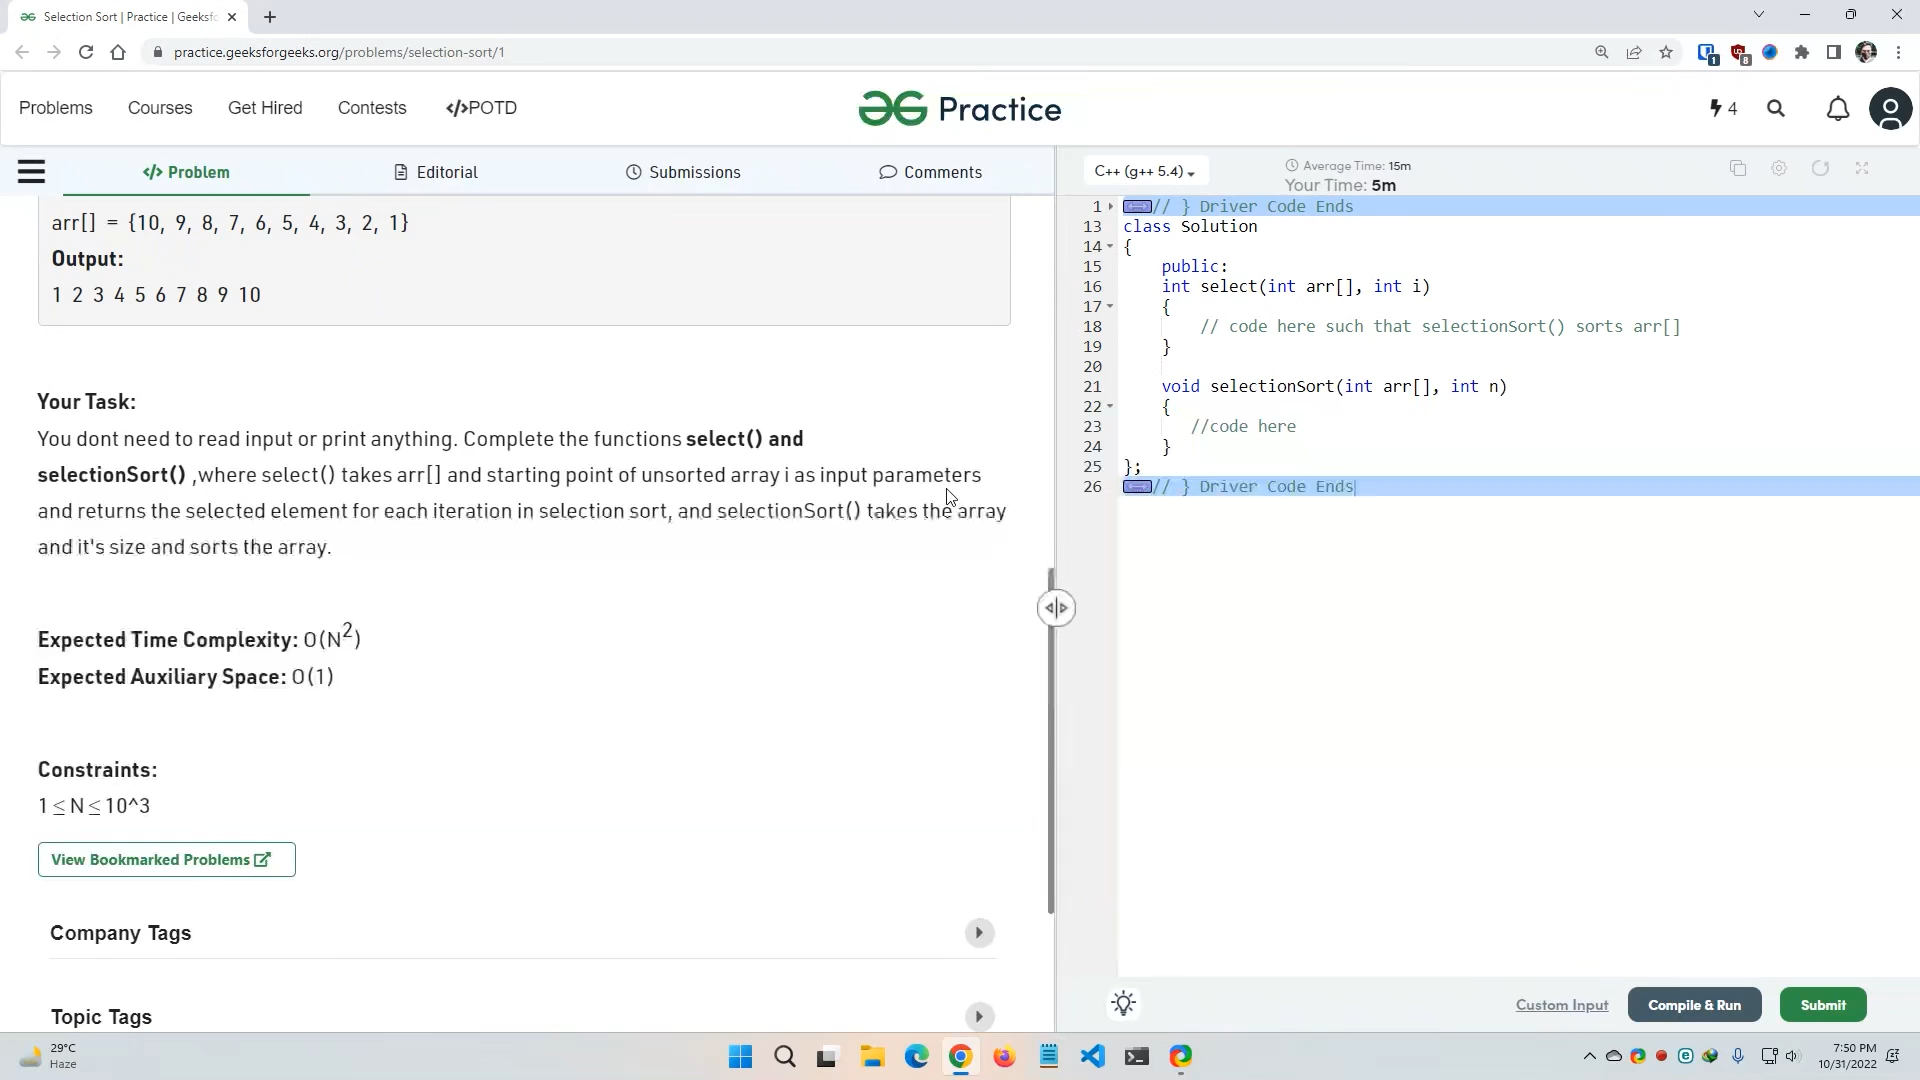 Selection Sort | Practice | Geeksfo
practice.geeksforgeeks.org/problems/selection-sort/1
1
8
Problems
Courses
Get Hired
Contests
</>POTD
Practice
4
</> Problem
Editorial
Submissions
Comments
C++ (g++ 5.4)
Average Time: 15m
Your Time: 5m
arr[] = {10, 9, 8, 7, 6, 5, 4, 3, 2, 1}
Output:
1 2 3 4 5 6 7 8 9 10
Your Task:
You dont need to read input or print anything. Complete the functions select() and
selectionSort() ,where select() takes arr[] and starting point of unsorted array i as input parameters
and returns the selected element for each iteration in selection sort, and selectionSort() takes the array
and it's size and sorts the array.
Expected Time Complexity: O(N²)
Expected Auxiliary Space: O(1)
Constraints:
1 ≤ N ≤ 10^3
View Bookmarked Problems
Company Tags
Topic Tags
1 // } Driver Code Ends
13 class Solution
14 {
15 public:
16 int select(int arr[], int i)
17 {
18 // code here such that selectionSort() sorts arr[]
19 }
20
21 void selectionSort(int arr[], int n)
22 {
23 //code here
24 }
25 };
26 // } Driver Code Ends
Custom Input
Compile & Run
Submit
29°C
Haze
7:50 PM
10/31/2022